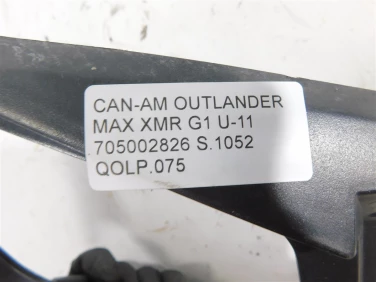 CAN-AM OUTLANDER
MAX XMR G1 U-11
705002826 S.1052
QOLP.075